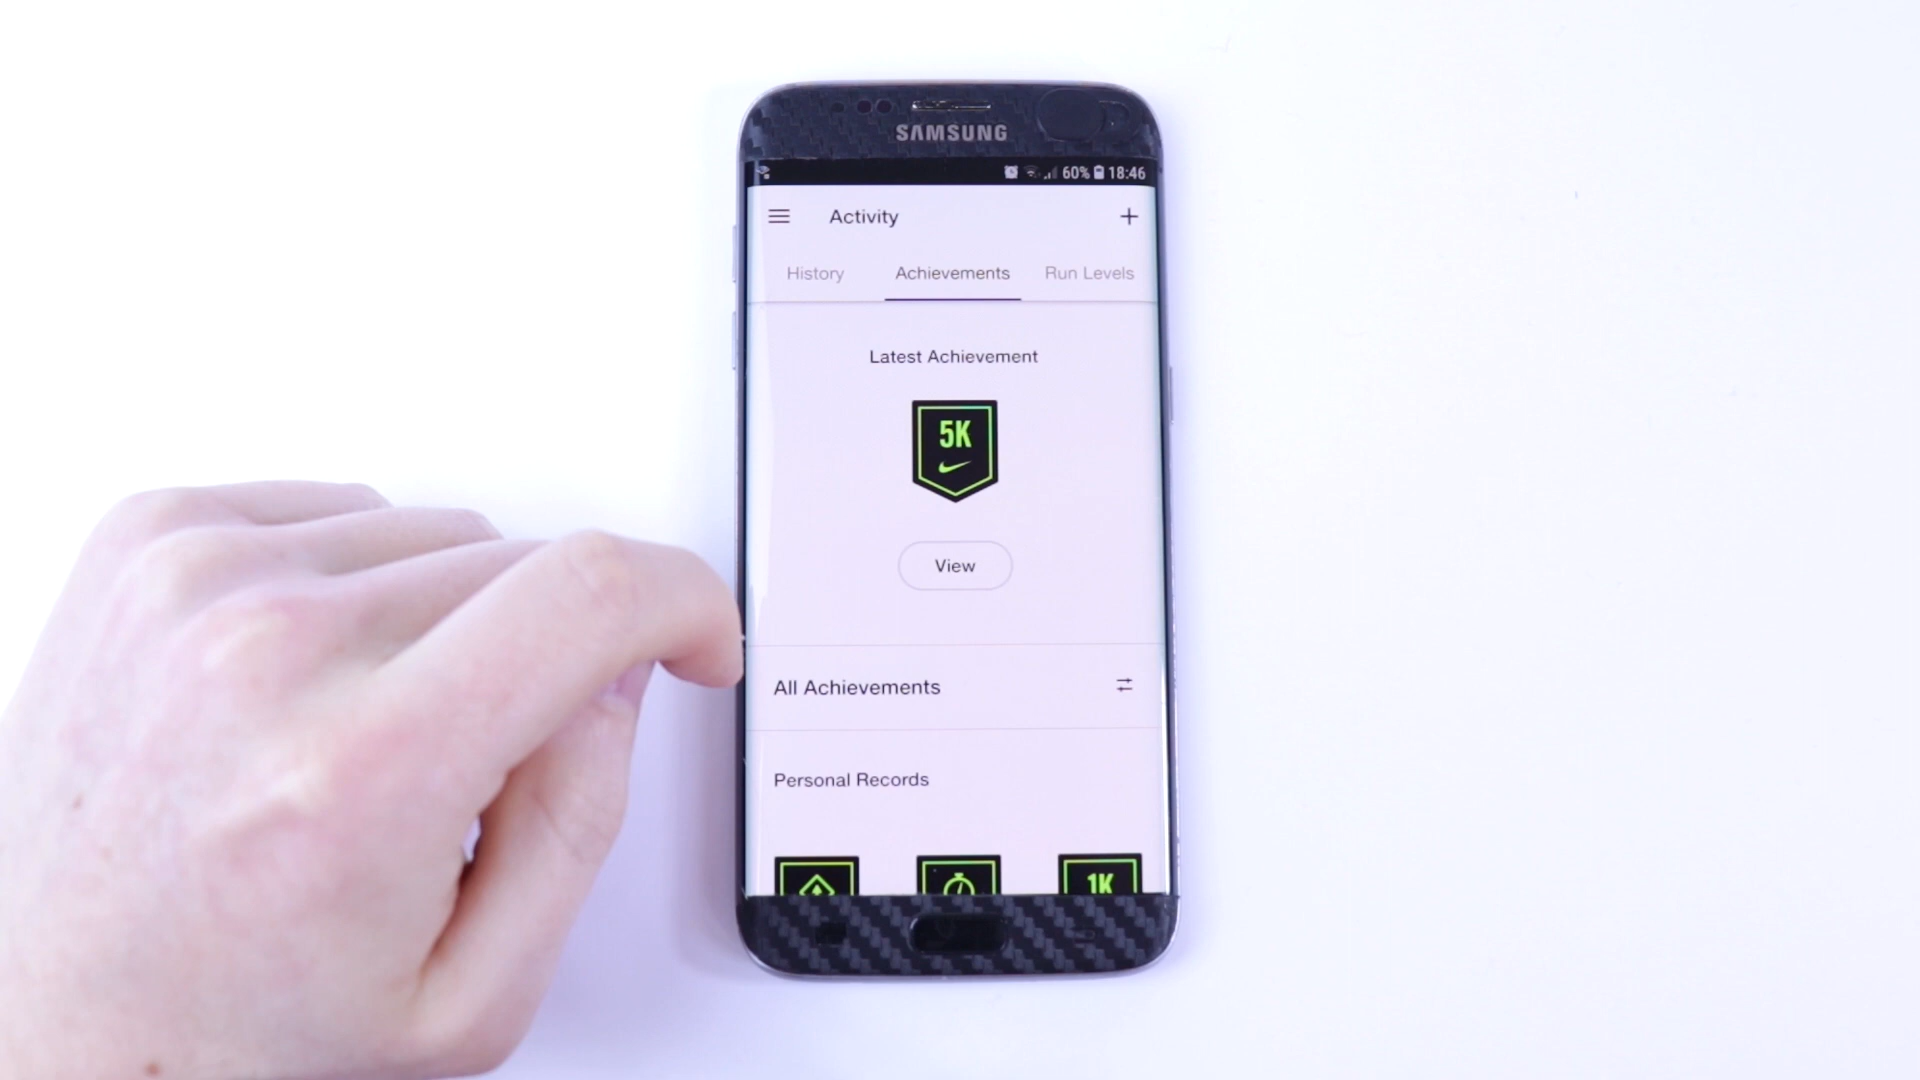 SAMSUNG
60% 18:46
Activity
History Achievements Run Levels
Latest Achievement
5K
View
All Achievements
Personal Records
1K